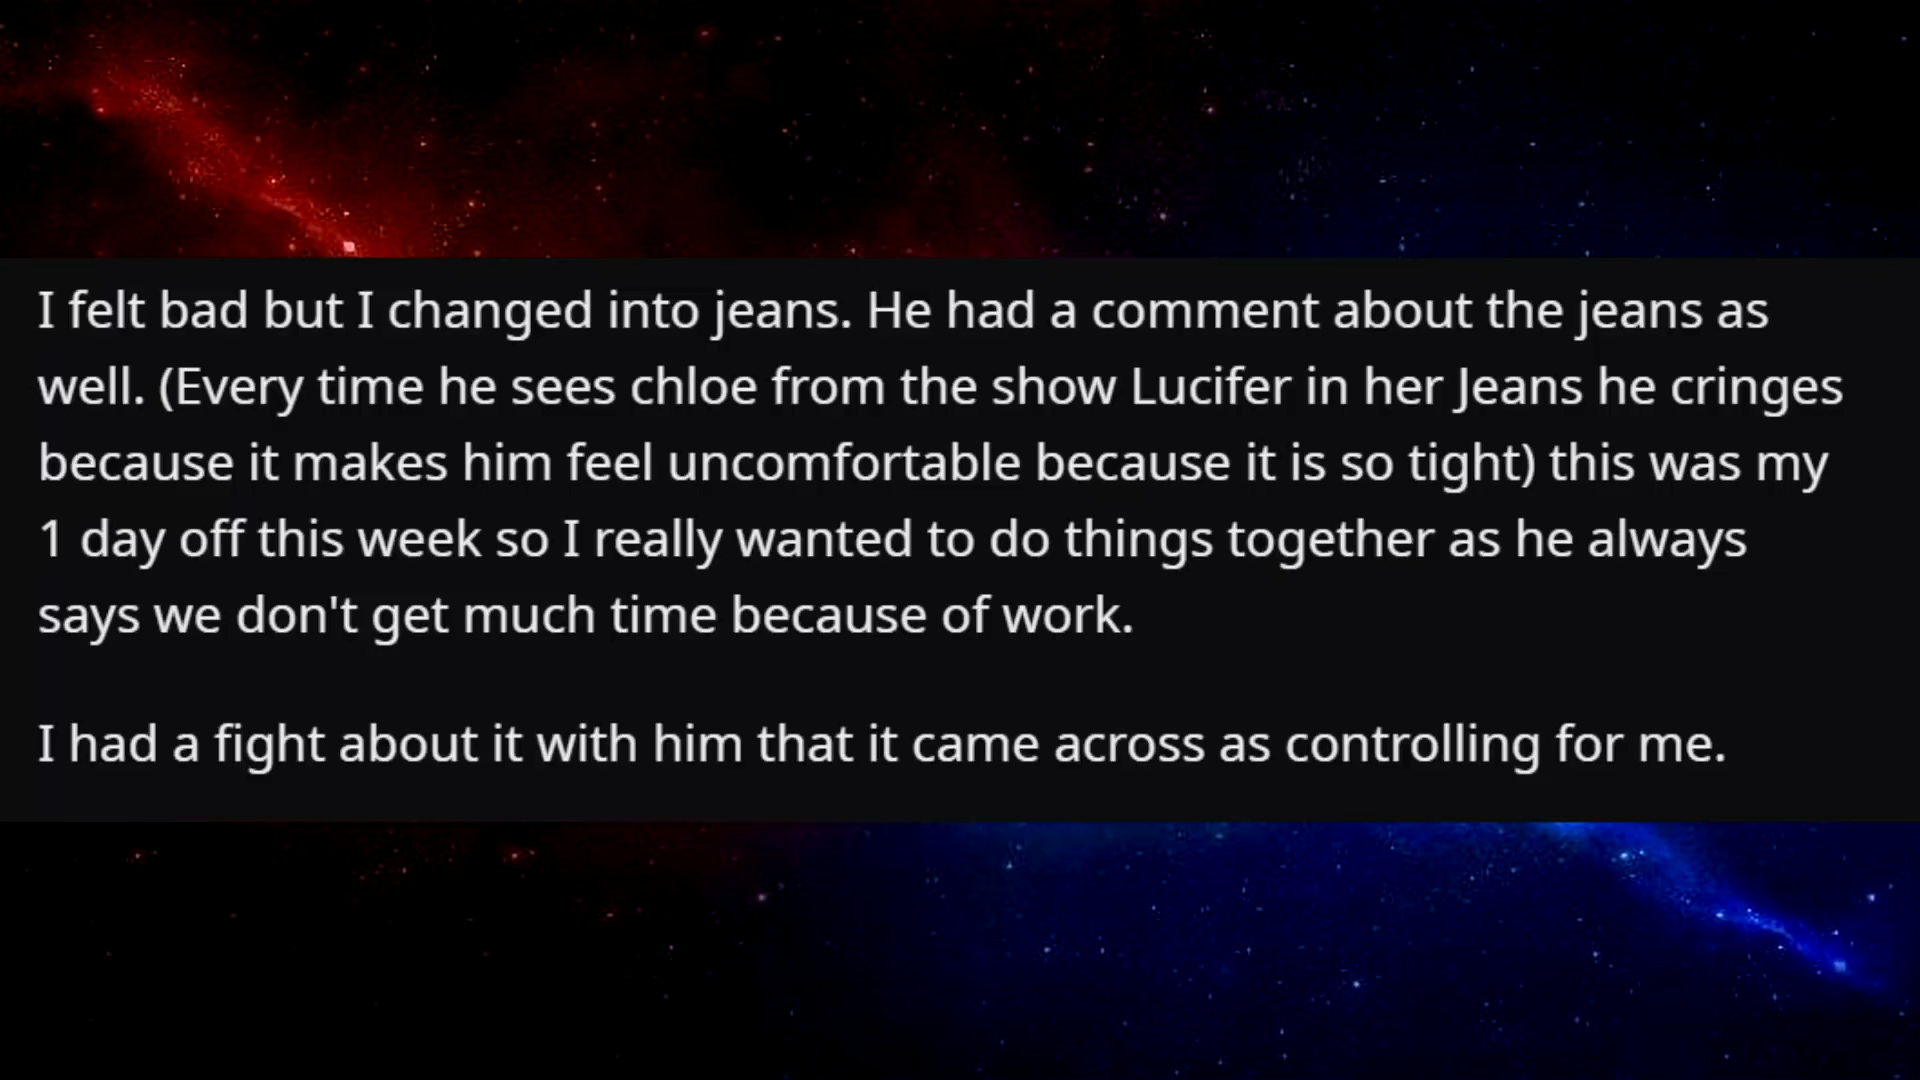 I felt bad but I changed into jeans. He had a comment about the jeans as
well. (Every time he sees chloe from the show Lucifer in her Jeans he cringes
because it makes him feel uncomfortable because it is so tight) this was my
1 day off this week so I really wanted to do things together as he always
says we don't get much time because of work.
I had a fight about it with him that it came across as controlling for me.